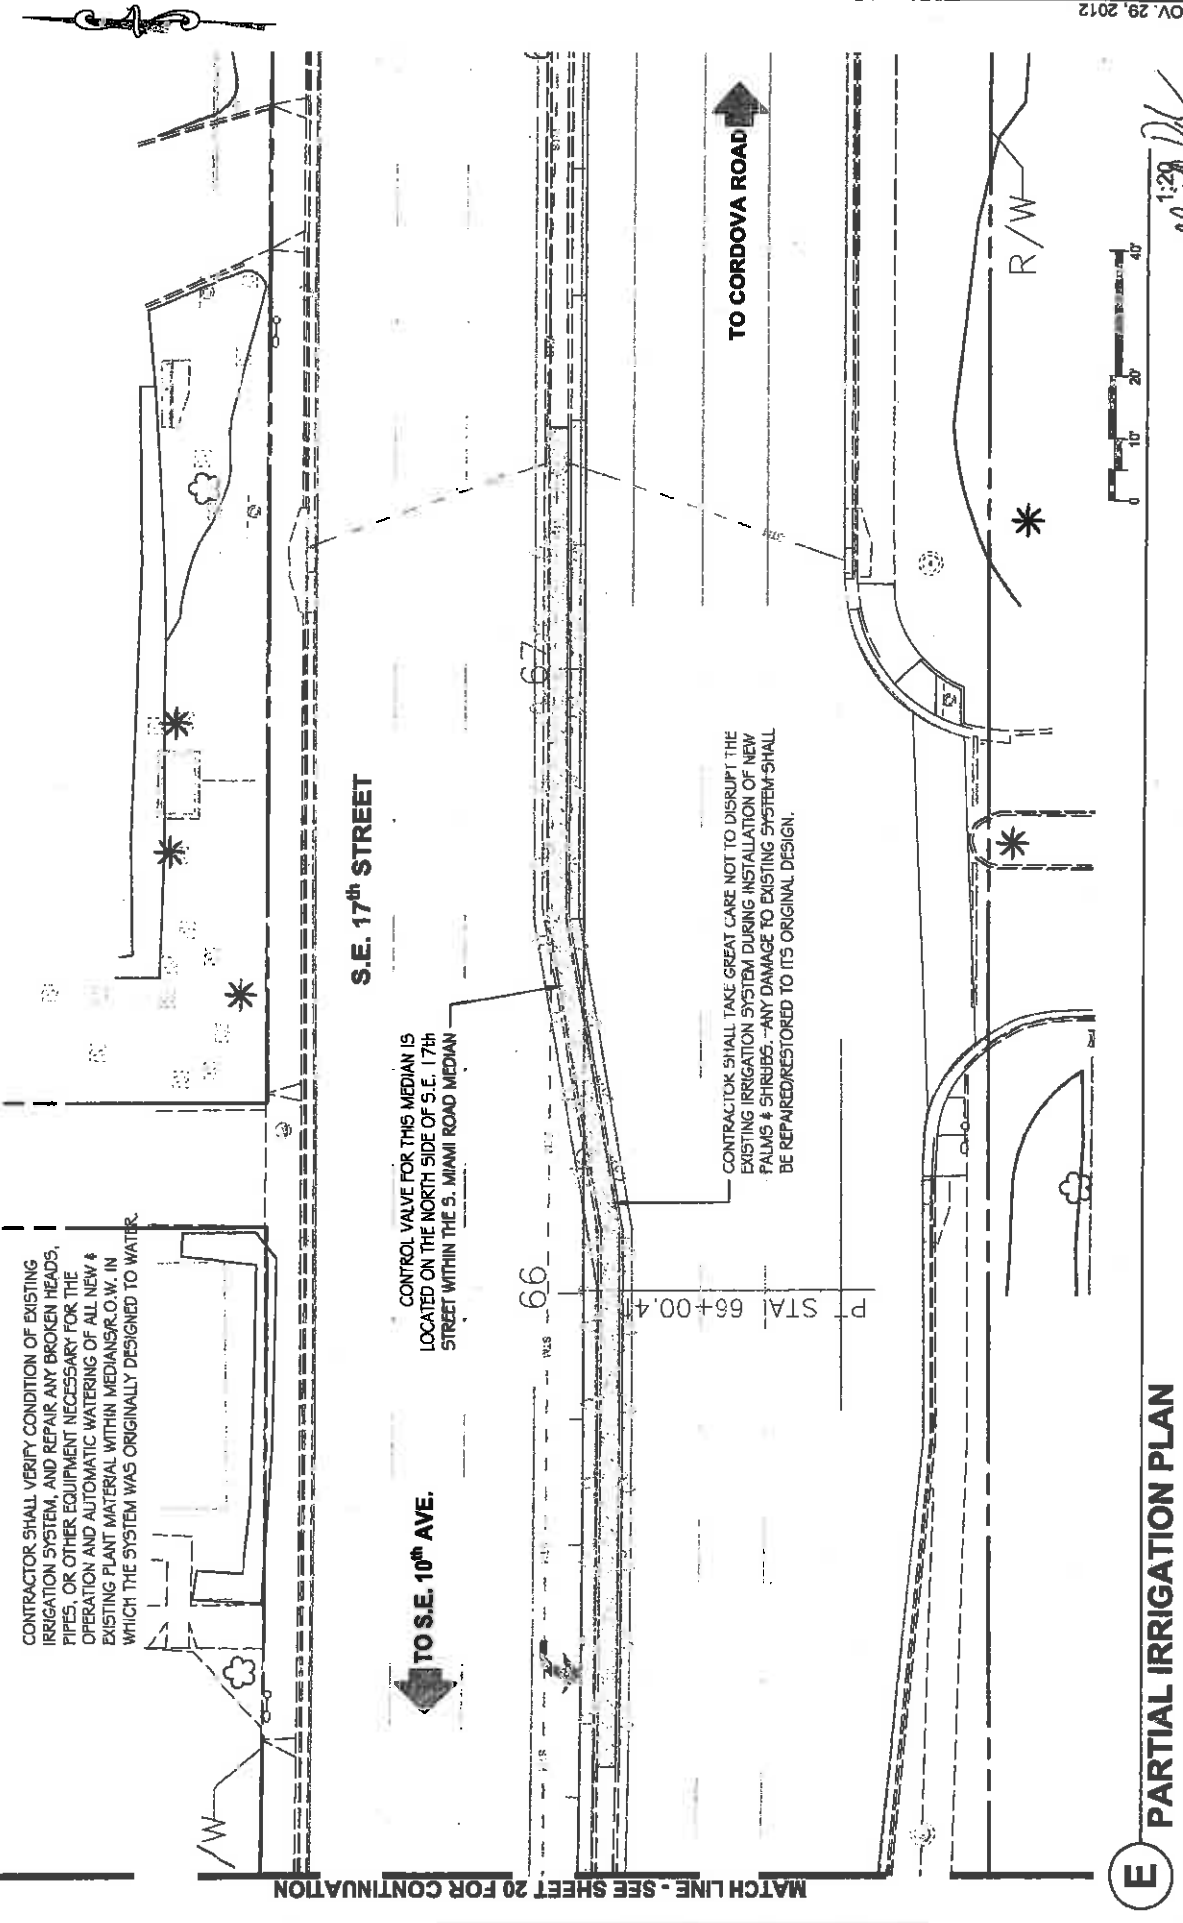 CONTRACTOR SHALL VERIFY CONDITION OF EXISTING
IRRIGATION SYSTEM, AND REPAIR ANY BROKEN HEADS,
PIPES, OR OTHER EQUIPMENT NECESSARY FOR THE
OPERATION AND AUTOMATIC WATERING OF ALL NEW &
EXISTING PLANT MATERIAL WITHIN MEDIANS/R.O.W. IN
WHICH THE SYSTEM WAS ORIGINALLY DESIGNED TO WATER.
S.E. 17th STREET
CONTROL VALVE FOR THIS MEDIAN IS
LOCATED ON THE NORTH SIDE OF S.E. 17th
STREET WITHIN THE S. MIAMI ROAD MEDIAN
TO S.E. 10th AVE.
TO CORDOVA ROAD
66
67
CONTRACTOR SHALL TAKE GREAT CARE NOT TO DISRUPT THE
EXISTING IRRIGATION SYSTEM DURING INSTALLATION OF NEW
PALMS & SHRUBS. ANY DAMAGE TO EXISTING SYSTEM SHALL
BE REPAIRED/RESTORED TO ITS ORIGINAL DESIGN.
PT STA 66+00.41
/W
R/W
MATCH LINE - SEE SHEET 20 FOR CONTINUATION
0 10' 20' 40'
1:20
E PARTIAL IRRIGATION PLAN
OV. 29, 2012